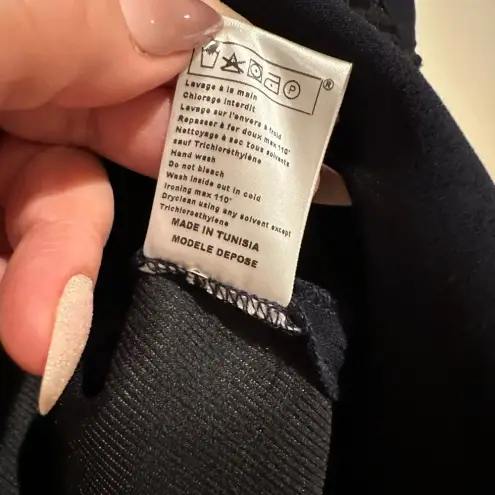 P ®
Lavage à la main
Chlorage interdit
Lavage sur l'envers à froid
Repasser à fer doux max 110°
Nettoyage à sec tous solvants
sauf Trichloréthylène
Hand wash
Do not bleach
Wash inside out in cold
Ironing max 110°
Dryclean using any solvent except
Trichloroethylene
MADE IN TUNISIA
MODELE DEPOSE